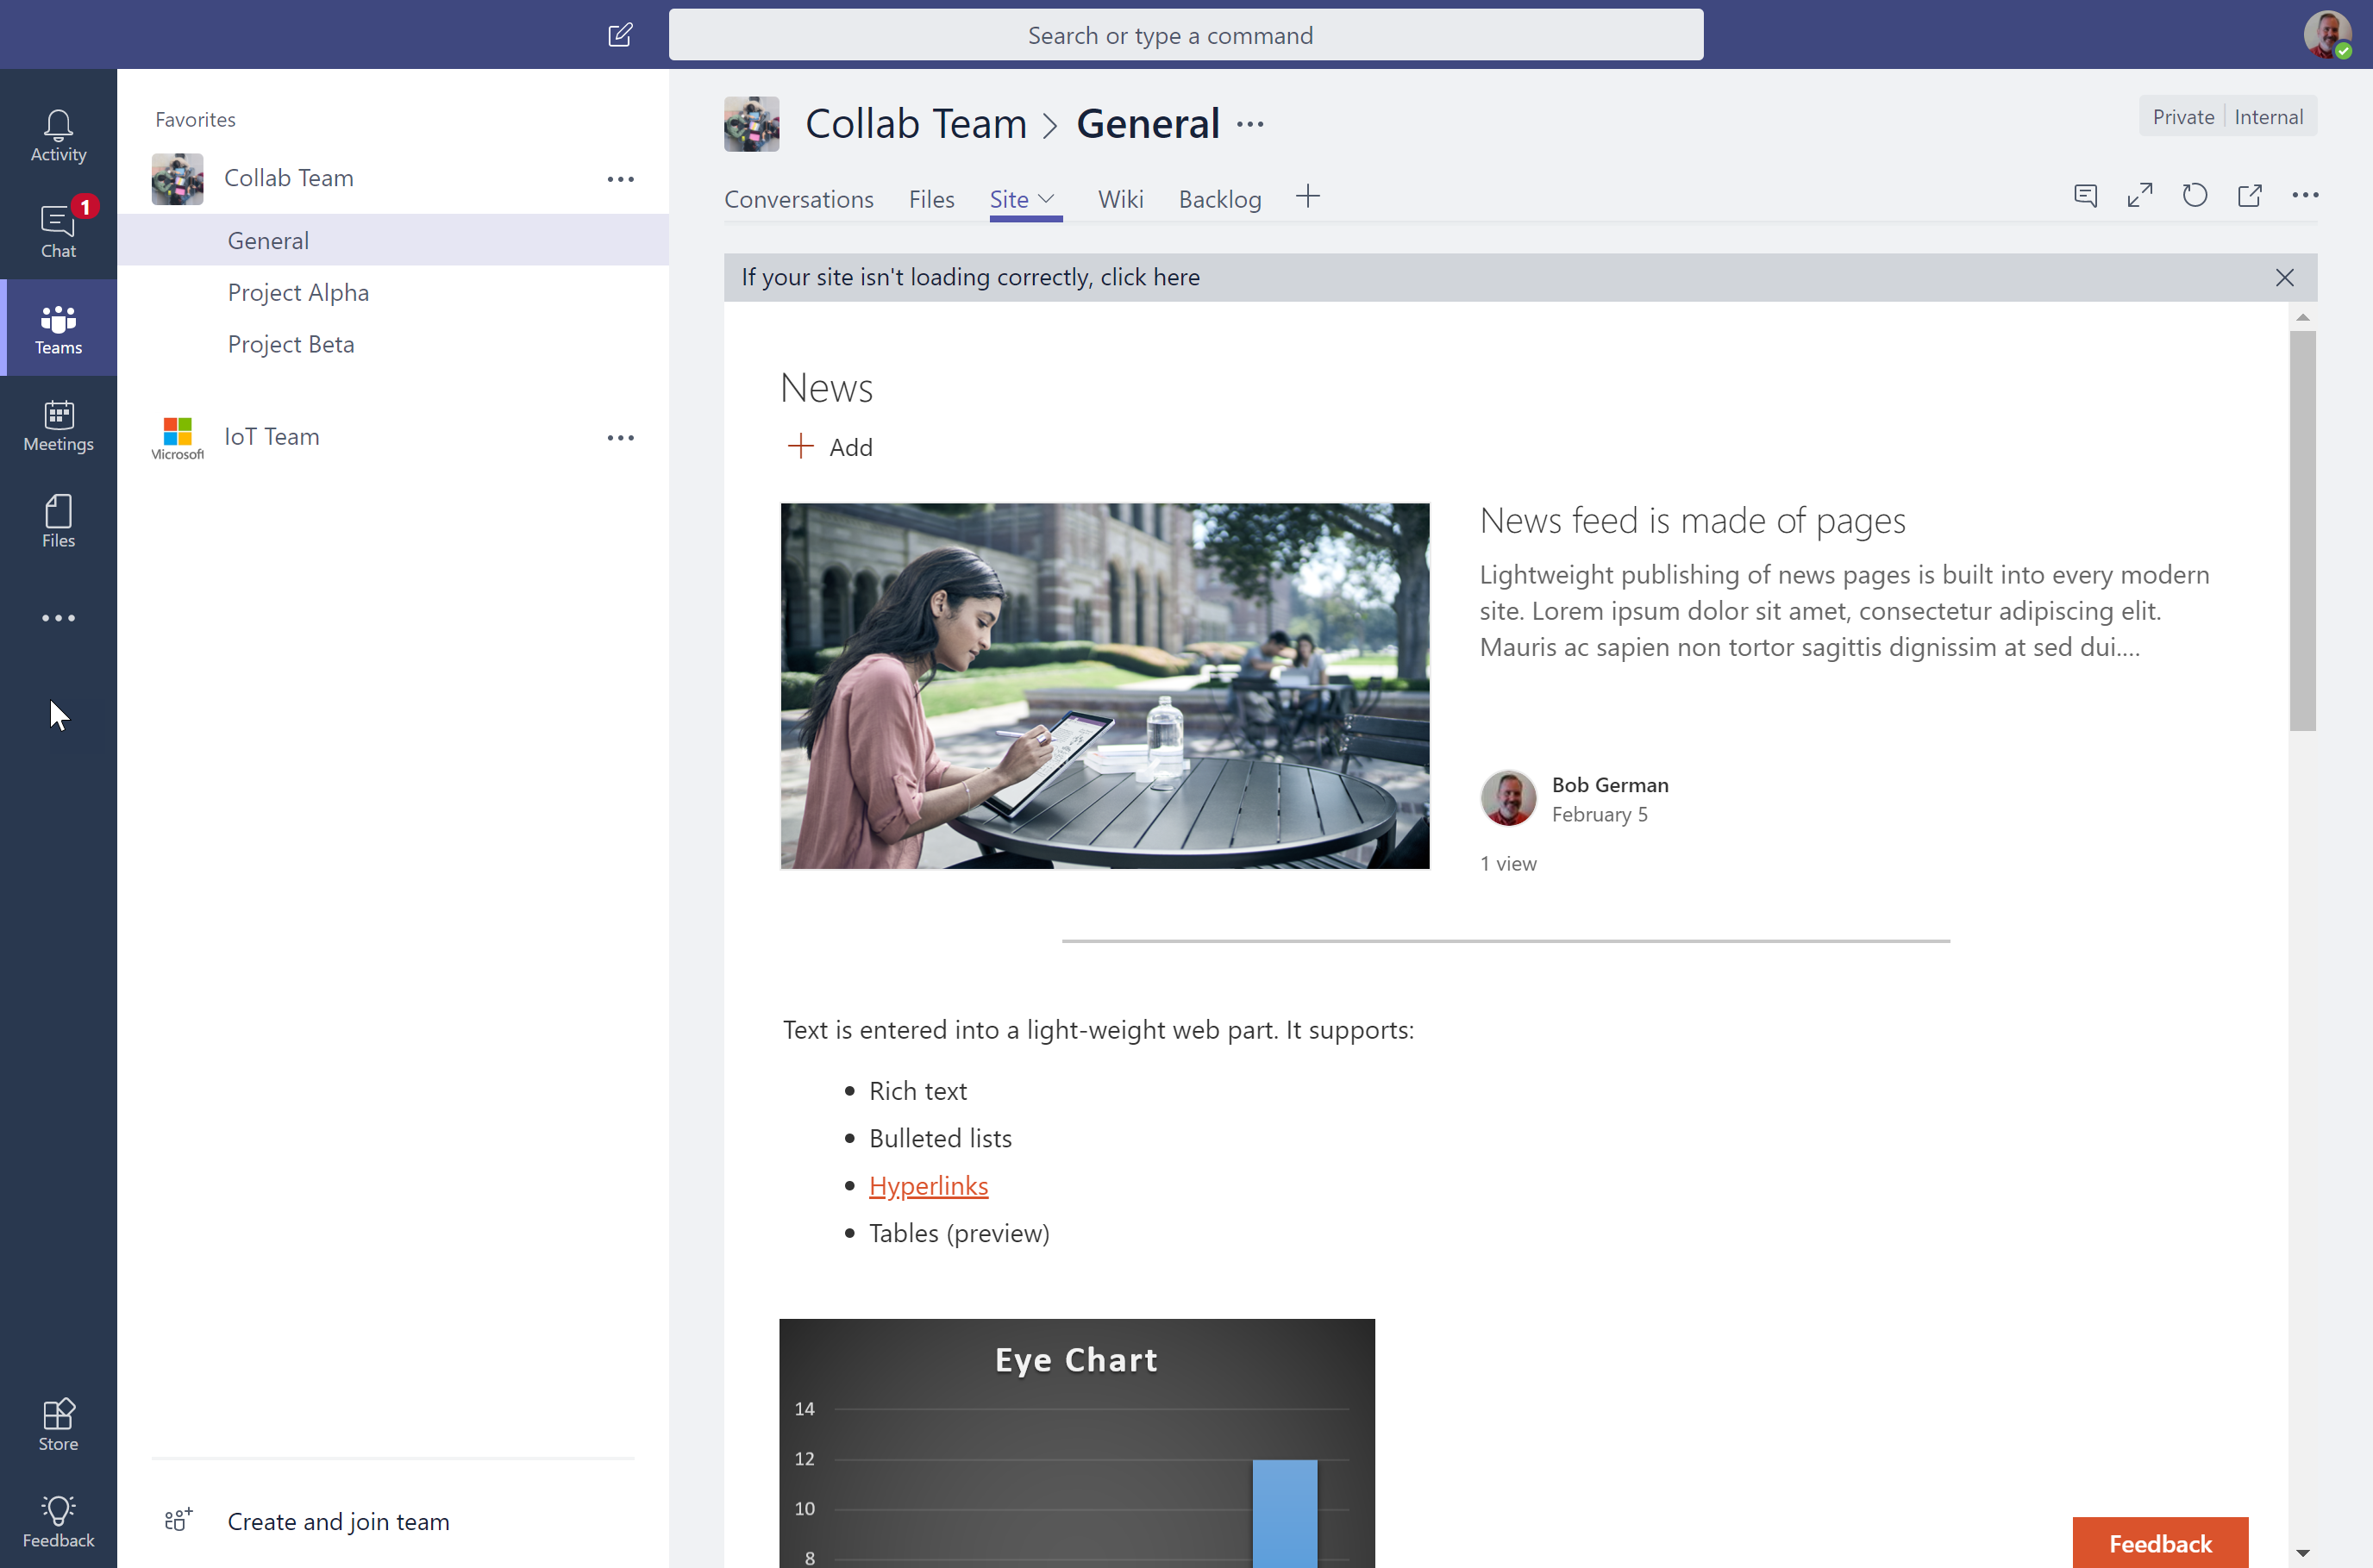 Search or type a command
Activity
1
Chat
Teams
Meetings
Files
Store
Feedback
Favorites
Collab Team
General
Project Alpha
Project Beta
Microsoft
IoT Team
Create and join team
Collab Team > General
Private | Internal
Conversations Files Site Wiki Backlog
If your site isn't loading correctly, click here
News
Add
News feed is made of pages
Lightweight publishing of news pages is built into every modern
site. Lorem ipsum dolor sit amet, consectetur adipiscing elit.
Mauris ac sapien non tortor sagittis dignissim at sed dui....
Bob German
February 5
1 view
Text is entered into a light-weight web part. It supports:
• Rich text
• Bulleted lists
• Hyperlinks
• Tables (preview)
Eye Chart
14
12
10
8
Feedback